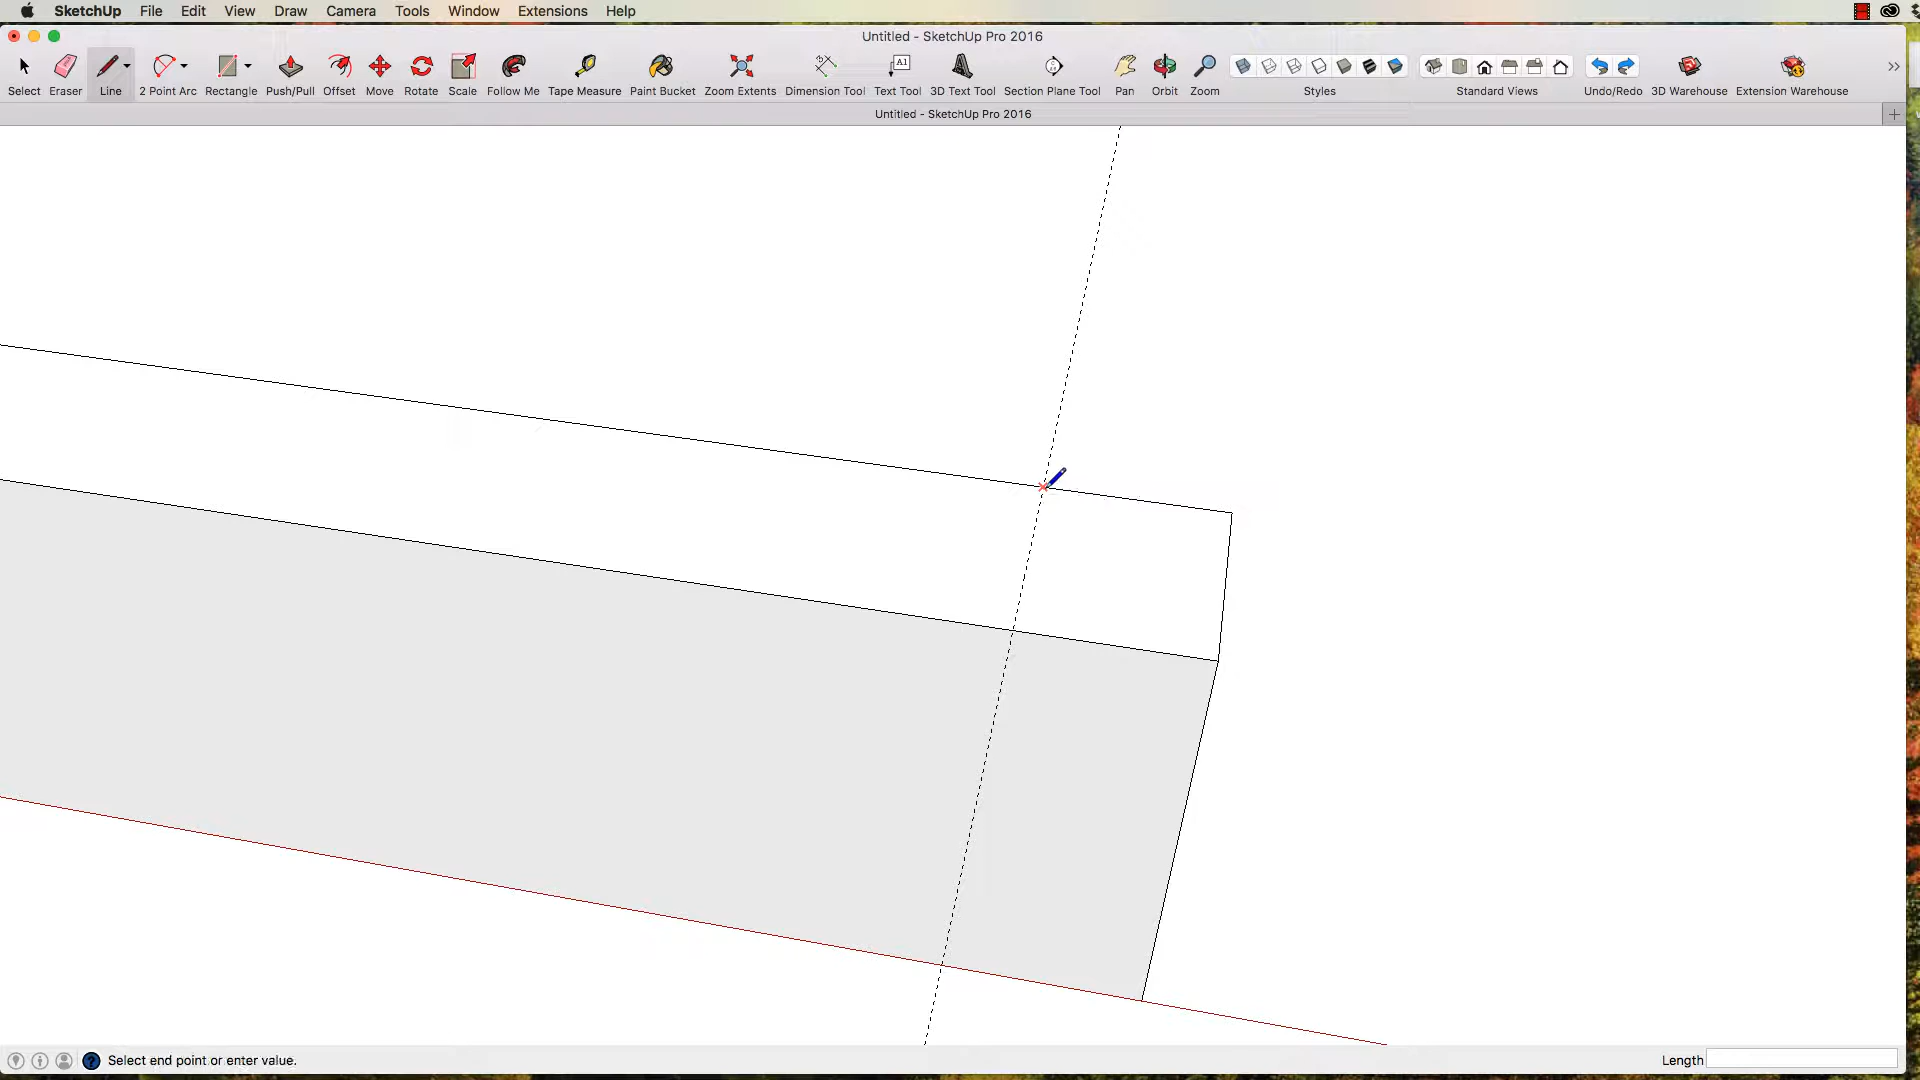 SketchUp File Edit View Draw Camera Tools Window Extensions Help
Untitled - SketchUp Pro 2016
Select Eraser Line 2 Point Arc Rectangle Push/Pull Offset Move Rotate Scale Follow Me Tape Measure Paint Bucket Zoom Extents Dimension Tool Text Tool 3D Text Tool Section Plane Tool Pan Orbit Zoom Styles Standard Views Undo/Redo 3D Warehouse Extension Warehouse
Untitled - SketchUp Pro 2016
Select end point or enter value. Length